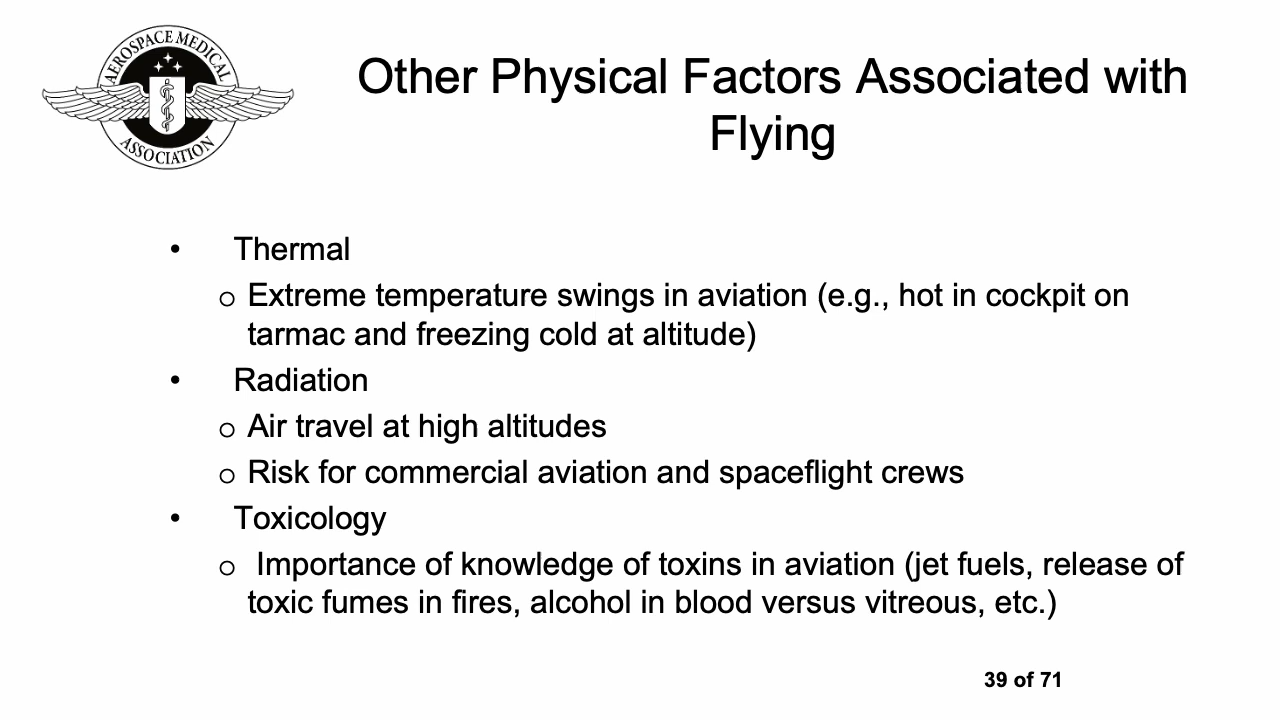 AEROSPACE MEDICAL
ASSOCIATION
Other Physical Factors Associated with
Flying
• Thermal
o Extreme temperature swings in aviation (e.g., hot in cockpit on
tarmac and freezing cold at altitude)
• Radiation
o Air travel at high altitudes
o Risk for commercial aviation and spaceflight crews
• Toxicology
o Importance of knowledge of toxins in aviation (jet fuels, release of
toxic fumes in fires, alcohol in blood versus vitreous, etc.)
39 of 71